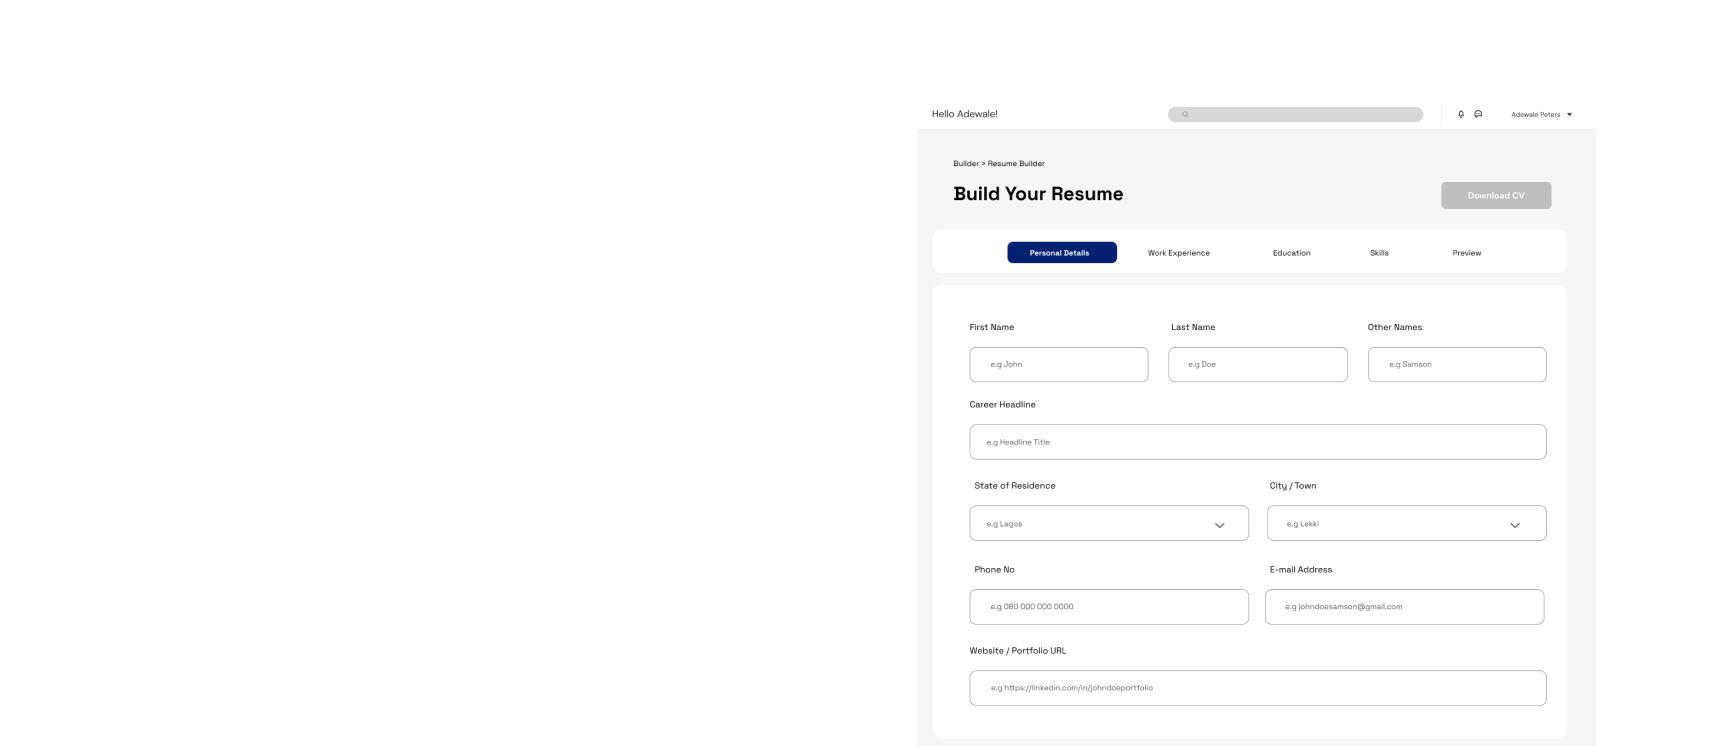 Hello Adewale!
Adewale Peters
Builder > Resume Builder
Build Your Resume
Download CV
Personal Details
Work Experience
Education
Skills
Preview
First Name
Last Name
Other Names
e.g John
e.g Doe
e.g Samson
Career Headline
e.g Headline Title
State of Residence
City / Town
e.g Lagos
e.g Lekki
Phone No
E-mail Address
e.g 080 000 000 0000
e.g johndoesamson@gmail.com
Website / Portfolio URL
e.g https://linkedin.com/in/johndoeportfolio